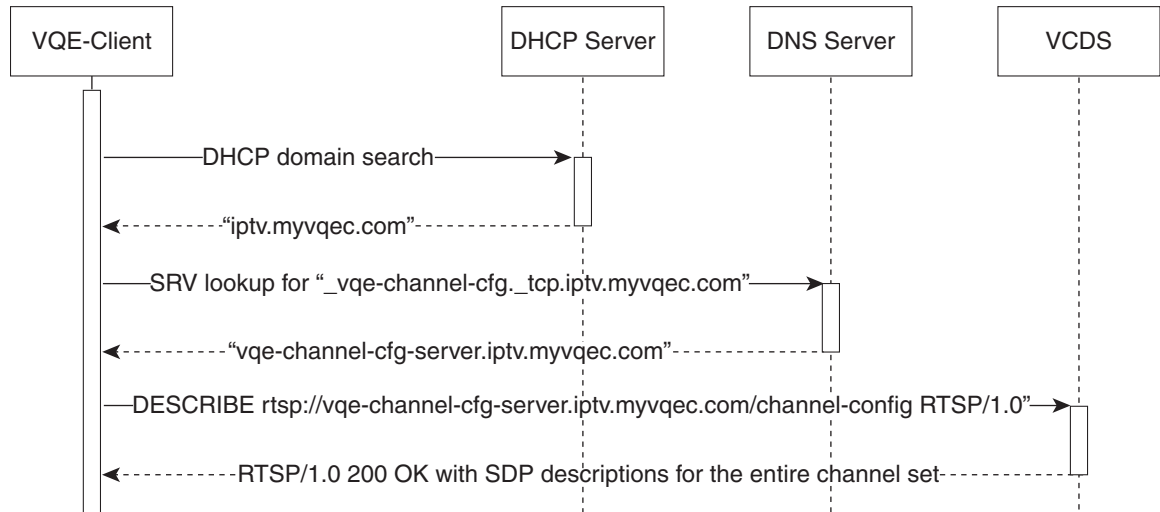 VQE-Client
DHCP Server
DNS Server
VCDS
DHCP domain search
“iptv.myvqec.com”
SRV lookup for “_vqe-channel-cfg._tcp.iptv.myvqec.com”
“vqe-channel-cfg-server.iptv.myvqec.com”
DESCRIBE rtsp://vqe-channel-cfg-server.iptv.myvqec.com/channel-config RTSP/1.0”
RTSP/1.0 200 OK with SDP descriptions for the entire channel set